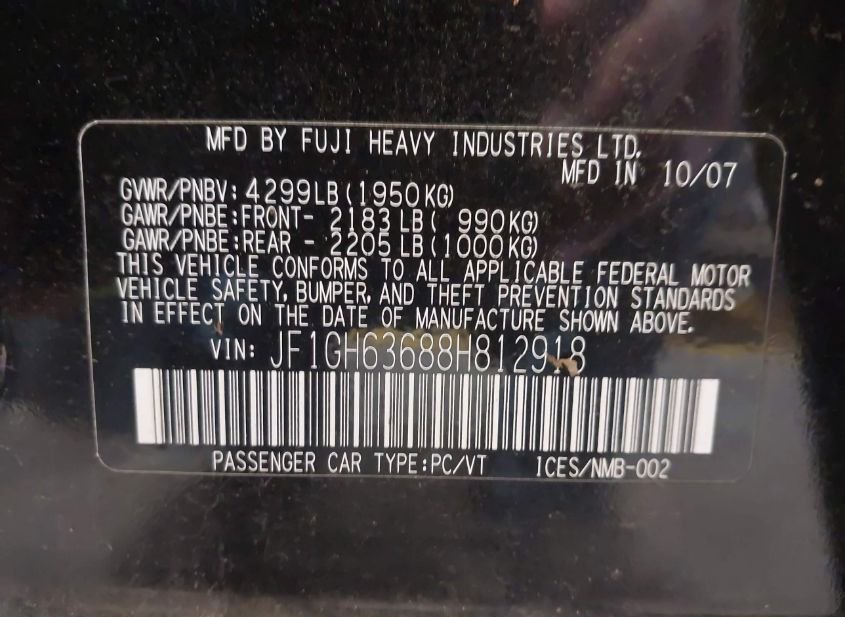 MFD BY FUJI HEAVY INDUSTRIES LTD.
MFD IN 10/07
GVWR/PNBV: 4299LB (1950KG)
GAWR/PNBE:FRONT- 2183 LB ( 990KG)
GAWR/PNBE:REAR - 2205 LB (1000KG)
THIS VEHICLE CONFORMS TO ALL APPLICABLE FEDERAL MOTOR
VEHICLE SAFETY, BUMPER, AND THEFT PREVENTION STANDARDS
IN EFFECT ON THE DATE OF MANUFACTURE SHOWN ABOVE.
VIN: JF1GH63688H812918
PASSENGER CAR TYPE:PC/VT ICES/NMB-002